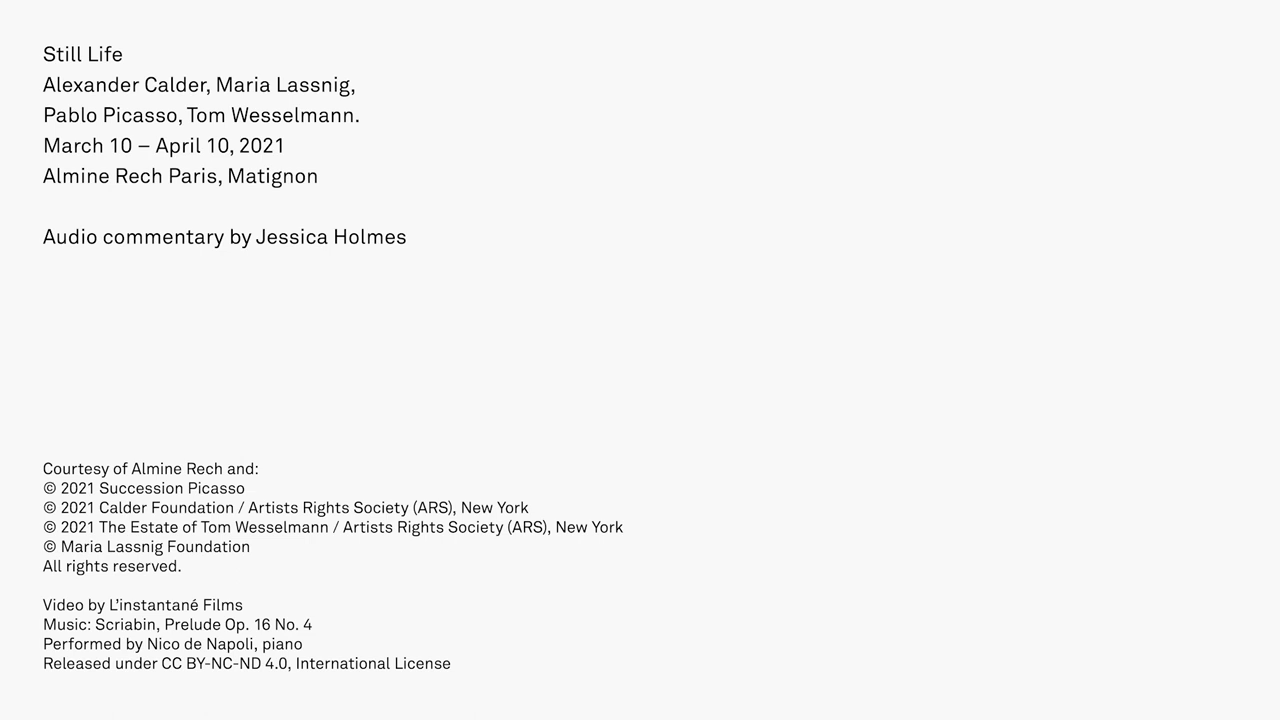 Still Life
Alexander Calder, Maria Lassnig,
Pablo Picasso, Tom Wesselmann.
March 10 – April 10, 2021
Almine Rech Paris, Matignon
Audio commentary by Jessica Holmes
Courtesy of Almine Rech and:
© 2021 Succession Picasso
© 2021 Calder Foundation / Artists Rights Society (ARS), New York
© 2021 The Estate of Tom Wesselmann / Artists Rights Society (ARS), New York
© Maria Lassnig Foundation
All rights reserved.
Video by L’instantané Films
Music: Scriabin, Prelude Op. 16 No. 4
Performed by Nico de Napoli, piano
Released under CC BY-NC-ND 4.0, International License